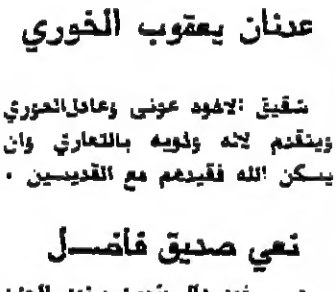 عدنان يعقوب الخوري
شقيق الاخوة عوني وعادل الخوري
ويتقدم لآله وذويه بالتعازي وان
يسكن الله فقيدهم مع القديسين .
نعي صديق فاضل